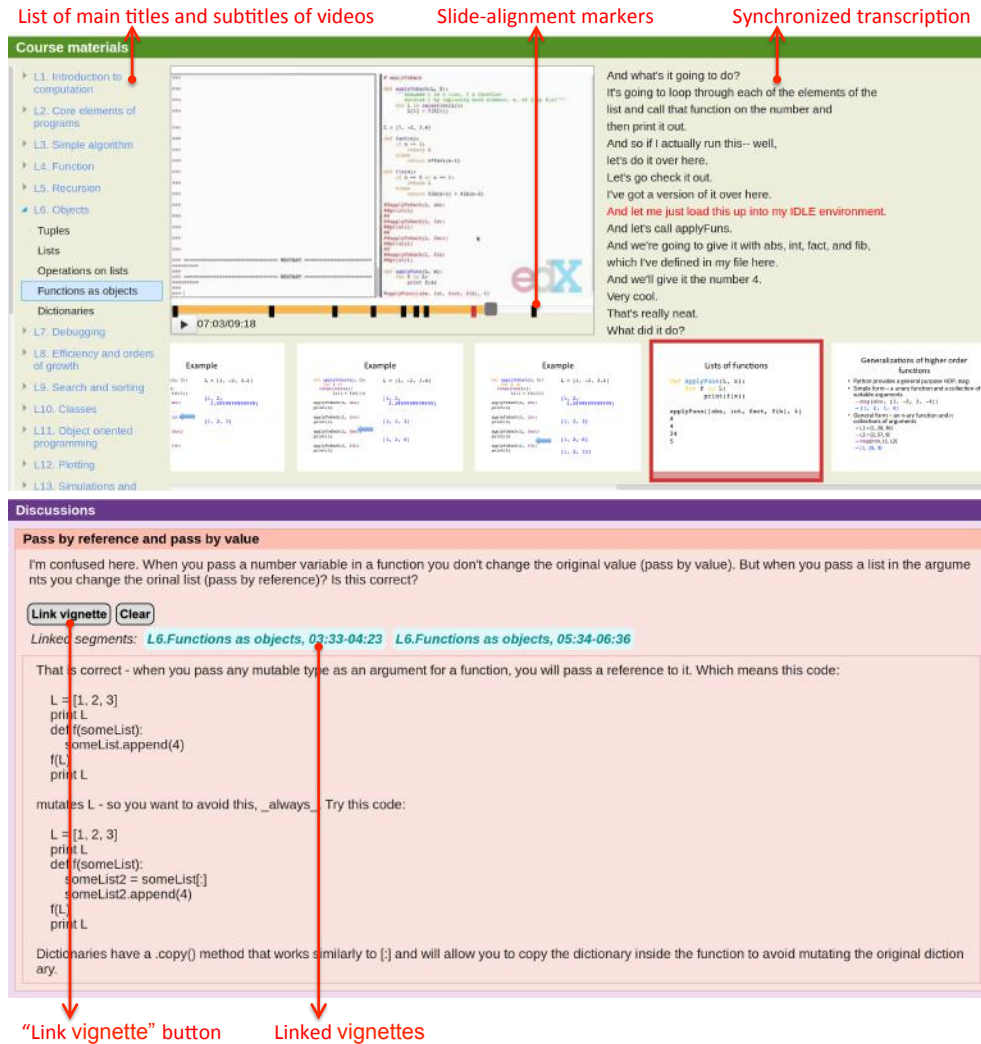 List of main titles and subtitles of videos
Slide-alignment markers
Synchronized transcription
Course materials
L1. Introduction to
computation
L2. Core elements of
programs
L3. Simple algorithm
L4. Function
L5. Recursion
L6. Objects
Tuples
Lists
Operations on lists
Functions as objects
Dictionaries
L7. Debugging
L8. Efficiency and orders
of growth
L9. Search and sorting
L10. Classes
L11. Object oriented
programming
L12. Plotting
L13. Simulations and
edX
07:03/09:18
And what's it going to do?
It's going to loop through each of the elements of the
list and call that function on the number and
then print it out.
And so if I actually run this-- well,
let's do it over here.
Let's go check it out.
I've got a version of it over here.
And let me just load this up into my IDLE environment.
And let's call applyFuns.
And we're going to give it with abs, int, fact, and fib,
which I've defined in my file here.
And we'll give it the number 4.
Very cool.
That's really neat.
What did it do?
Example
Example
Example
Lists of functions
applyFuns([abs, int, fact, fib], 4)
4
4
24
5
Generalizations of higher order
functions
Discussions
Pass by reference and pass by value
I'm confused here. When you pass a number variable in a function you don't change the original value (pass by value). But when you pass a list in the argume
nts you change the orinal list (pass by reference)? Is this correct?
Link vignette Clear
Linked segments: L6.Functions as objects, 03:33-04:23 L6.Functions as objects, 05:34-06:36
That is correct - when you pass any mutable type as an argument for a function, you will pass a reference to it. Which means this code:
L = [1, 2, 3]
print L
def f(someList):
someList.append(4)
f(L)
print L
mutates L - so you want to avoid this, _always_. Try this code:
L = [1, 2, 3]
print L
def f(someList):
someList2 = someList[:]
someList2.append(4)
f(L)
print L
Dictionaries have a .copy() method that works similarly to [:] and will allow you to copy the dictionary inside the function to avoid mutating the original diction
ary.
“Link vignette” button
Linked vignettes